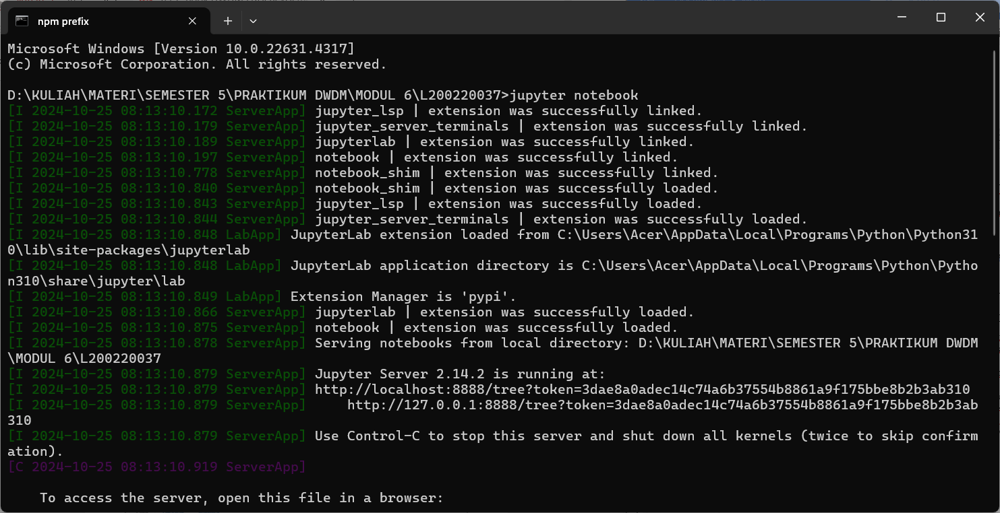 npm prefix
Microsoft Windows [Version 10.0.22631.4317]
(c) Microsoft Corporation. All rights reserved.
D:\KULIAH\MATERI\SEMESTER 5\PRAKTIKUM DWDM\MODUL 6\L200220037>jupyter notebook
[I 2024-10-25 08:13:10.172 ServerApp] jupyter_lsp | extension was successfully linked.
[I 2024-10-25 08:13:10.179 ServerApp] jupyter_server_terminals | extension was successfully linked.
[I 2024-10-25 08:13:10.189 ServerApp] jupyterlab | extension was successfully linked.
[I 2024-10-25 08:13:10.197 ServerApp] notebook | extension was successfully linked.
[I 2024-10-25 08:13:10.778 ServerApp] notebook_shim | extension was successfully linked.
[I 2024-10-25 08:13:10.840 ServerApp] notebook_shim | extension was successfully loaded.
[I 2024-10-25 08:13:10.843 ServerApp] jupyter_lsp | extension was successfully loaded.
[I 2024-10-25 08:13:10.844 ServerApp] jupyter_server_terminals | extension was successfully loaded.
[I 2024-10-25 08:13:10.848 LabApp] JupyterLab extension loaded from C:\Users\Acer\AppData\Local\Programs\Python\Python31
0\lib\site-packages\jupyterlab
[I 2024-10-25 08:13:10.848 LabApp] JupyterLab application directory is C:\Users\Acer\AppData\Local\Programs\Python\Pytho
n310\share\jupyter\lab
[I 2024-10-25 08:13:10.849 LabApp] Extension Manager is 'pypi'.
[I 2024-10-25 08:13:10.866 ServerApp] jupyterlab | extension was successfully loaded.
[I 2024-10-25 08:13:10.875 ServerApp] notebook | extension was successfully loaded.
[I 2024-10-25 08:13:10.878 ServerApp] Serving notebooks from local directory: D:\KULIAH\MATERI\SEMESTER 5\PRAKTIKUM DWDM
\MODUL 6\L200220037
[I 2024-10-25 08:13:10.879 ServerApp] Jupyter Server 2.14.2 is running at:
[I 2024-10-25 08:13:10.879 ServerApp] http://localhost:8888/tree?token=3dae8a0adec14c74a6b37554b8861a9f175bbe8b2b3ab310
[I 2024-10-25 08:13:10.879 ServerApp]     http://127.0.0.1:8888/tree?token=3dae8a0adec14c74a6b37554b8861a9f175bbe8b2b3ab
310
[I 2024-10-25 08:13:10.879 ServerApp] Use Control-C to stop this server and shut down all kernels (twice to skip confirm
ation).
[C 2024-10-25 08:13:10.919 ServerApp]
    To access the server, open this file in a browser: